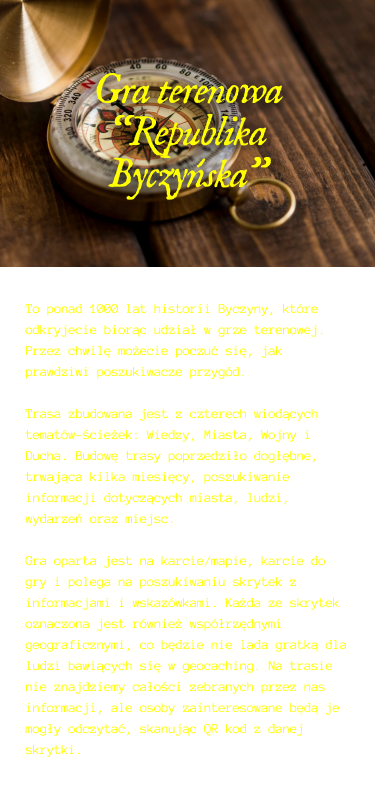 Gra terenowa
“Republika
Byczyńska”
To ponad 1000 lat historii Byczyny, które
odkryjecie biorąc udział w grze terenowej.
Przez chwilę możecie poczuć się, jak
prawdziwi poszukiwacze przygód.
Trasa zbudowana jest z czterech wiodących
tematów-ścieżek: Wiedzy, Miasta, Wojny i
Ducha. Budowę trasy poprzedziło dogłębne,
trwająca kilka miesięcy, poszukiwanie
informacji dotyczących miasta, ludzi,
wydarzeń oraz miejsc.
Gra oparta jest na karcie/mapie, karcie do
gry i polega na poszukiwaniu skrytek z
informacjami i wskazówkami. Każda ze skrytek
oznaczona jest również współrzędnymi
geograficznymi, co będzie nie lada gratką dla
ludzi bawiących się w geocaching. Na trasie
nie znajdziemy całości zebranych przez nas
informacji, ale osoby zainteresowane będą je
mogły odczytać, skanując QR kod z danej
skrytki.